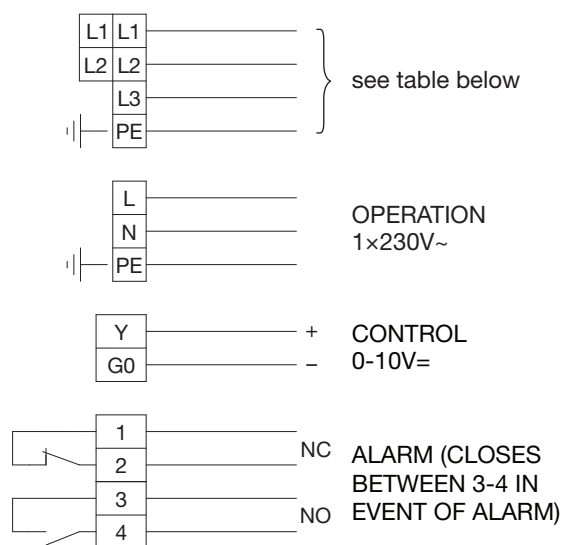 L1 L1
L2 L2
L3
PE
see table below
L
N
PE
OPERATION
1×230V~
Y +
G0 –
CONTROL
0-10V=
1
2
NC
3
4
NO
ALARM (CLOSES
BETWEEN 3-4 IN
EVENT OF ALARM)